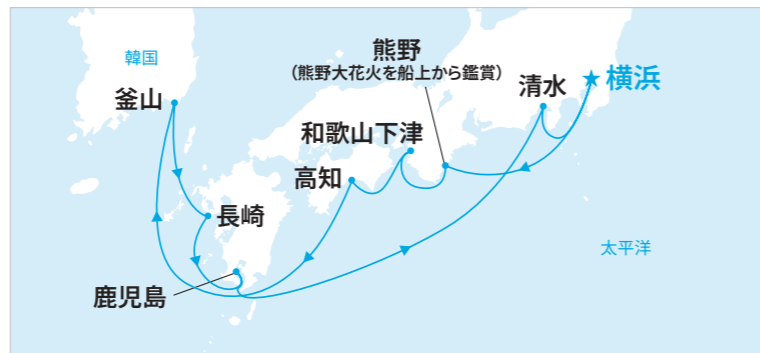 韓国
釜山
熊野
(熊野大花火を船上から鑑賞)
清水
横浜
和歌山下津
高知
長崎
鹿児島
太平洋